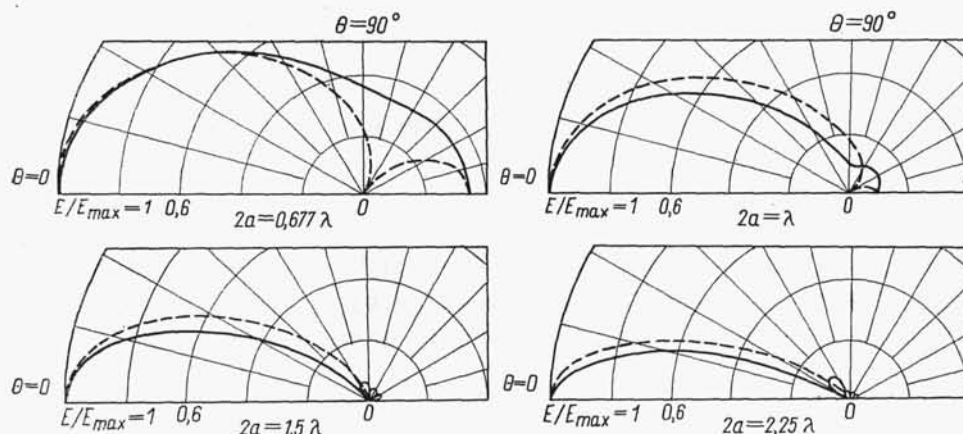 θ=90° θ=90°
θ=0 θ=0
E/Emax=1 0,6 0 E/Emax=1 0,6 0
2a=0,677 λ 2a=λ
θ=0 θ=0
E/Emax=1 0,6 0 E/Emax=1 0,6 0
2a=1,5 λ 2a=2,25 λ